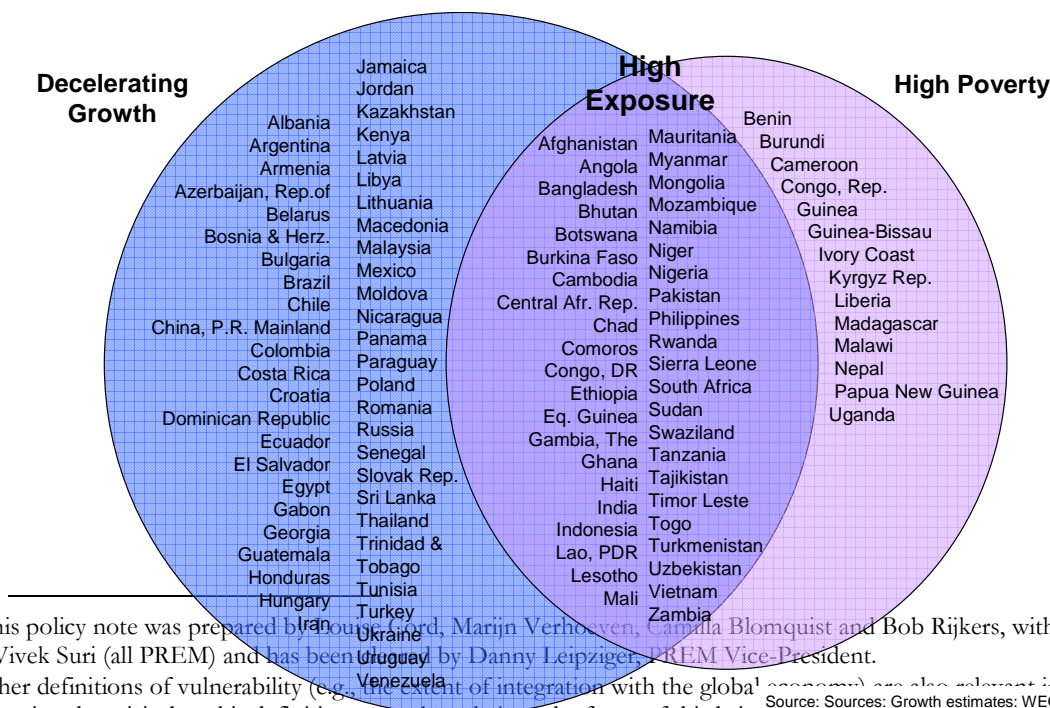 Decelerating
Growth
High
Exposure
High Poverty
Albania
Argentina
Armenia
Azerbaijan, Rep.of
Belarus
Bosnia & Herz.
Bulgaria
Brazil
Chile
China, P.R. Mainland
Colombia
Costa Rica
Croatia
Dominican Republic
Ecuador
El Salvador
Egypt
Gabon
Georgia
Guatemala
Honduras
Hungary
Iran
Jamaica
Jordan
Kazakhstan
Kenya
Latvia
Libya
Lithuania
Macedonia
Malaysia
Mexico
Moldova
Nicaragua
Panama
Paraguay
Poland
Romania
Russia
Senegal
Slovak Rep.
Sri Lanka
Thailand
Trinidad &
Tobago
Tunisia
Turkey
Ukraine
Uruguay
Venezuela
Afghanistan
Angola
Bangladesh
Bhutan
Botswana
Burkina Faso
Cambodia
Central Afr. Rep.
Chad
Comoros
Congo, DR
Ethiopia
Eq. Guinea
Gambia, The
Ghana
Haiti
India
Indonesia
Lao, PDR
Lesotho
Mali
Mauritania
Myanmar
Mongolia
Mozambique
Namibia
Niger
Nigeria
Pakistan
Philippines
Rwanda
Sierra Leone
South Africa
Sudan
Swaziland
Tanzania
Tajikistan
Timor Leste
Togo
Turkmenistan
Uzbekistan
Vietnam
Zambia
Benin
Burundi
Cameroon
Congo, Rep.
Guinea
Guinea-Bissau
Ivory Coast
Kyrgyz Rep.
Liberia
Madagascar
Malawi
Nepal
Papua New Guinea
Uganda
his policy note was prepared by Louise Cord, Marijn Verhoeven, Camilla Blomquist and Bob Rijkers, with
Vivek Suri (all PREM) and has been cleared by Danny Leipziger, PREM Vice-President.
her definitions of vulnerability (e.g., the extent of integration with the global economy) are also relevant
Source: Sources: Growth estimates: WEO